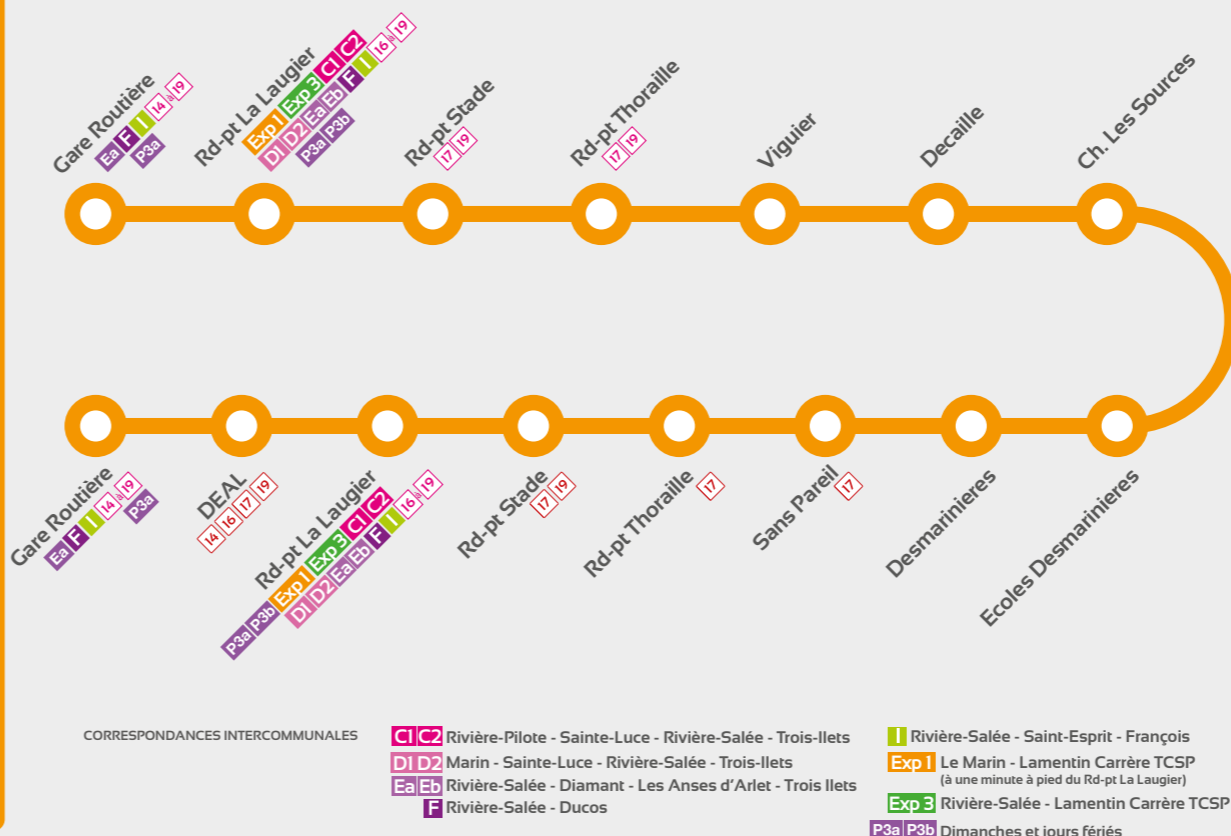 Gare Routière
Ea F I 14 à 19
P3a
Rd-pt La Laugier
Exp 1 Exp 3 C1 C2
D1 D2 Ea Eb F I 16 à 19
P3a P3b
Rd-pt Stade
17 19
Rd-pt Thoraille
17 19
Viguier
Decaille
Ch. Les Sources
Gare Routière
Ea F I 14 à 19
P3a
DEAL
14 16 17 19
Rd-pt La Laugier
P3a P3b Exp 1 Exp 3 C1 C2
D1 D2 Ea Eb F I 16 à 19
Rd-pt Stade
17 19
Rd-pt Thoraille 17
Sans Pareil 17
Desmarinieres
Ecoles Desmarinieres
CORRESPONDANCES INTERCOMMUNALES
C1 C2 Rivière-Pilote - Sainte-Luce - Rivière-Salée - Trois-Ilets
D1 D2 Marin - Sainte-Luce - Rivière-Salée - Trois-Ilets
Ea Eb Rivière-Salée - Diamant - Les Anses d'Arlet - Trois Ilets
F Rivière-Salée - Ducos
I Rivière-Salée - Saint-Esprit - François
Exp 1 Le Marin - Lamentin Carrère TCSP
(à une minute à pied du Rd-pt La Laugier)
Exp 3 Rivière-Salée - Lamentin Carrère TCSP
P3a P3b Dimanches et jours fériés